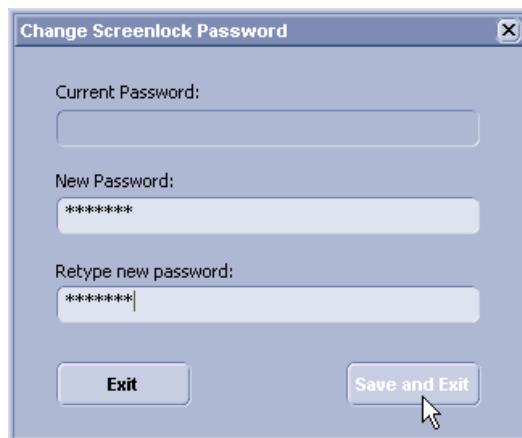 Change Screenlock Password
Current Password:
New Password:
*******
Retype new password:
*******
Exit
Save and Exit